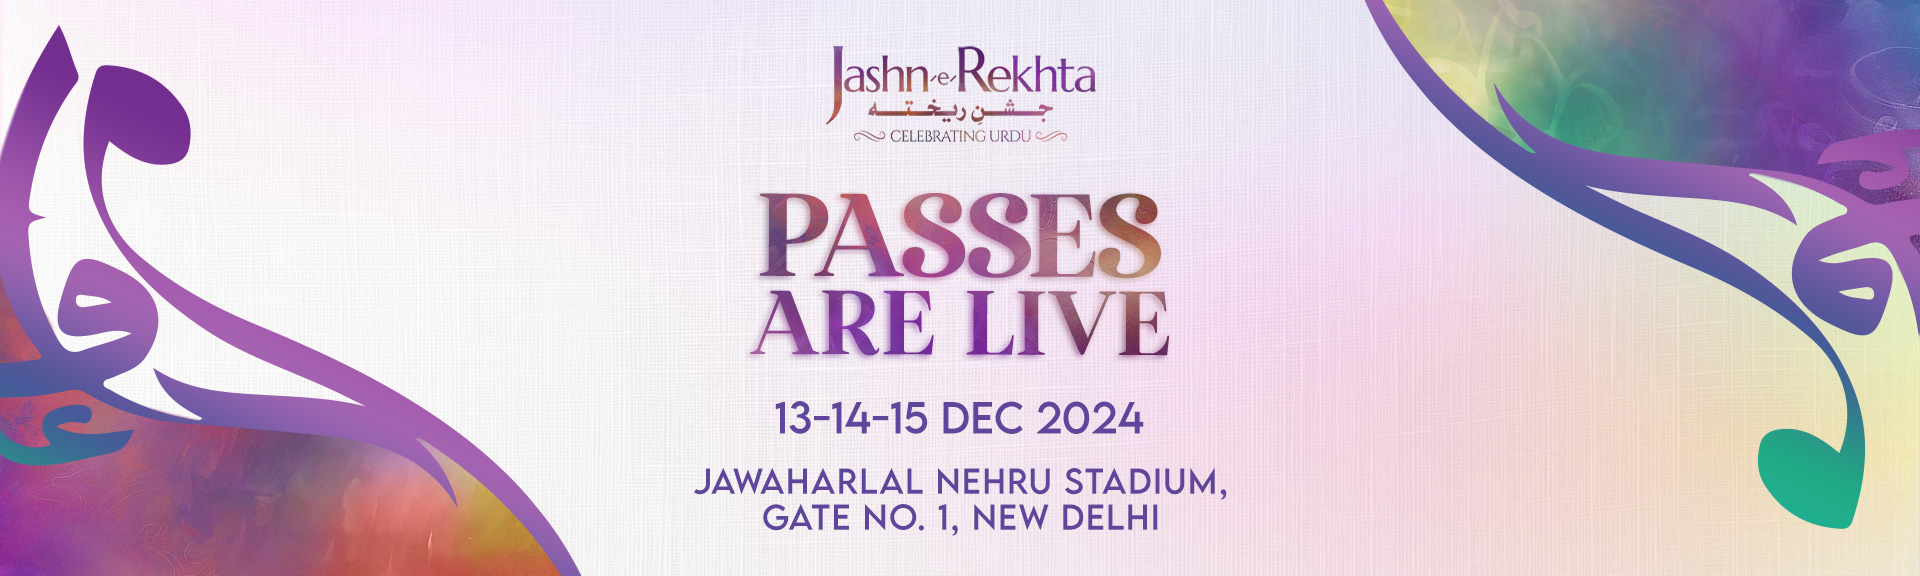 Jashn-e-Rekhta
جشنِ ریختہ
CELEBRATING URDU
PASSES
ARE LIVE
13-14-15 DEC 2024
JAWAHARLAL NEHRU STADIUM,
GATE NO. 1, NEW DELHI